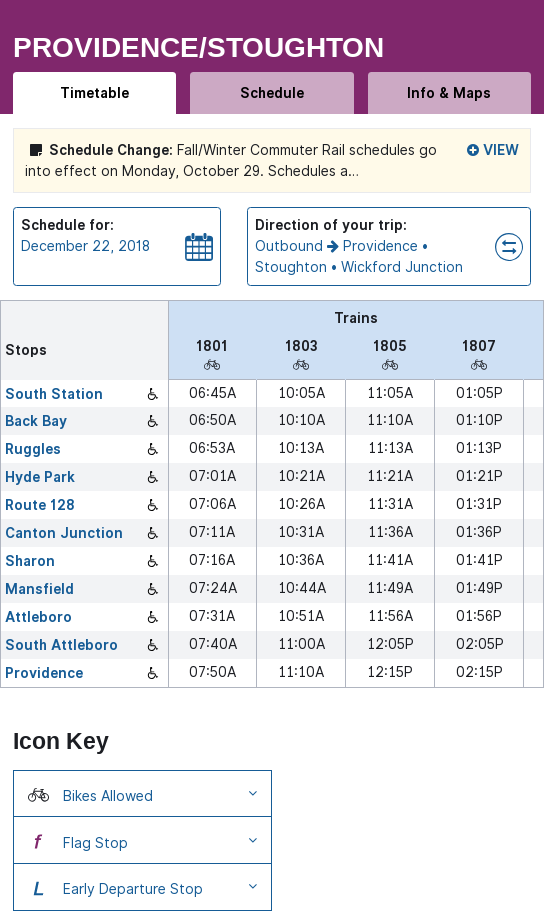 PROVIDENCE/STOUGHTON
Timetable Schedule Info & Maps
Schedule Change: Fall/Winter Commuter Rail schedules go VIEW
into effect on Monday, October 29. Schedules a...
Schedule for:
December 22, 2018
Direction of your trip:
Outbound → Providence •
Stoughton • Wickford Junction
Trains
Stops 1801 1803 1805 1807
South Station 06:45A 10:05A 11:05A 01:05P
Back Bay 06:50A 10:10A 11:10A 01:10P
Ruggles 06:53A 10:13A 11:13A 01:13P
Hyde Park 07:01A 10:21A 11:21A 01:21P
Route 128 07:06A 10:26A 11:31A 01:31P
Canton Junction 07:11A 10:31A 11:36A 01:36P
Sharon 07:16A 10:36A 11:41A 01:41P
Mansfield 07:24A 10:44A 11:49A 01:49P
Attleboro 07:31A 10:51A 11:56A 01:56P
South Attleboro 07:40A 11:00A 12:05P 02:05P
Providence 07:50A 11:10A 12:15P 02:15P
Icon Key
Bikes Allowed
f Flag Stop
L Early Departure Stop